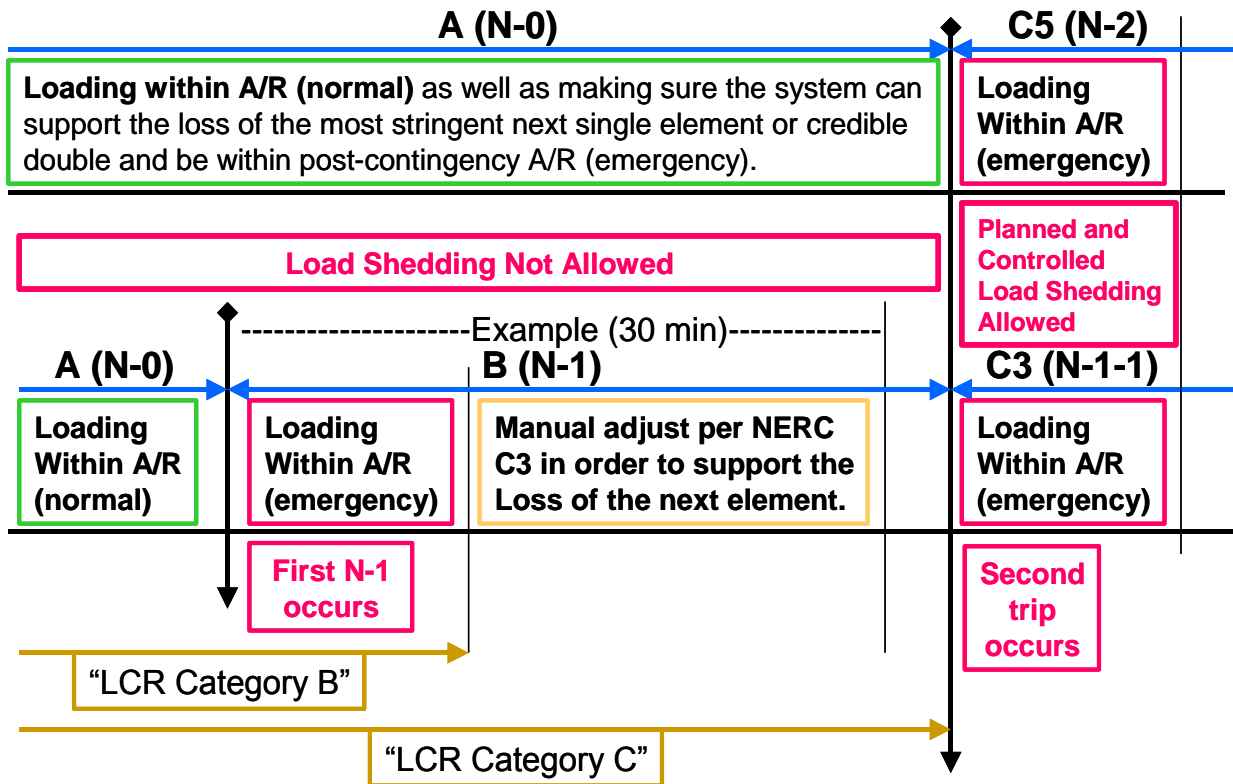 A (N-0)
C5 (N-2)
Loading within A/R (normal) as well as making sure the system can
support the loss of the most stringent next single element or credible
double and be within post-contingency A/R (emergency).
Loading
Within A/R
(emergency)
Load Shedding Not Allowed
Planned and
Controlled
Load Shedding
Allowed
--------------------Example (30 min)--------------
A (N-0)
B (N-1)
C3 (N-1-1)
Loading
Within A/R
(normal)
Loading
Within A/R
(emergency)
Manual adjust per NERC
C3 in order to support the
Loss of the next element.
Loading
Within A/R
(emergency)
First N-1
occurs
Second
trip
occurs
“LCR Category B”
“LCR Category C”